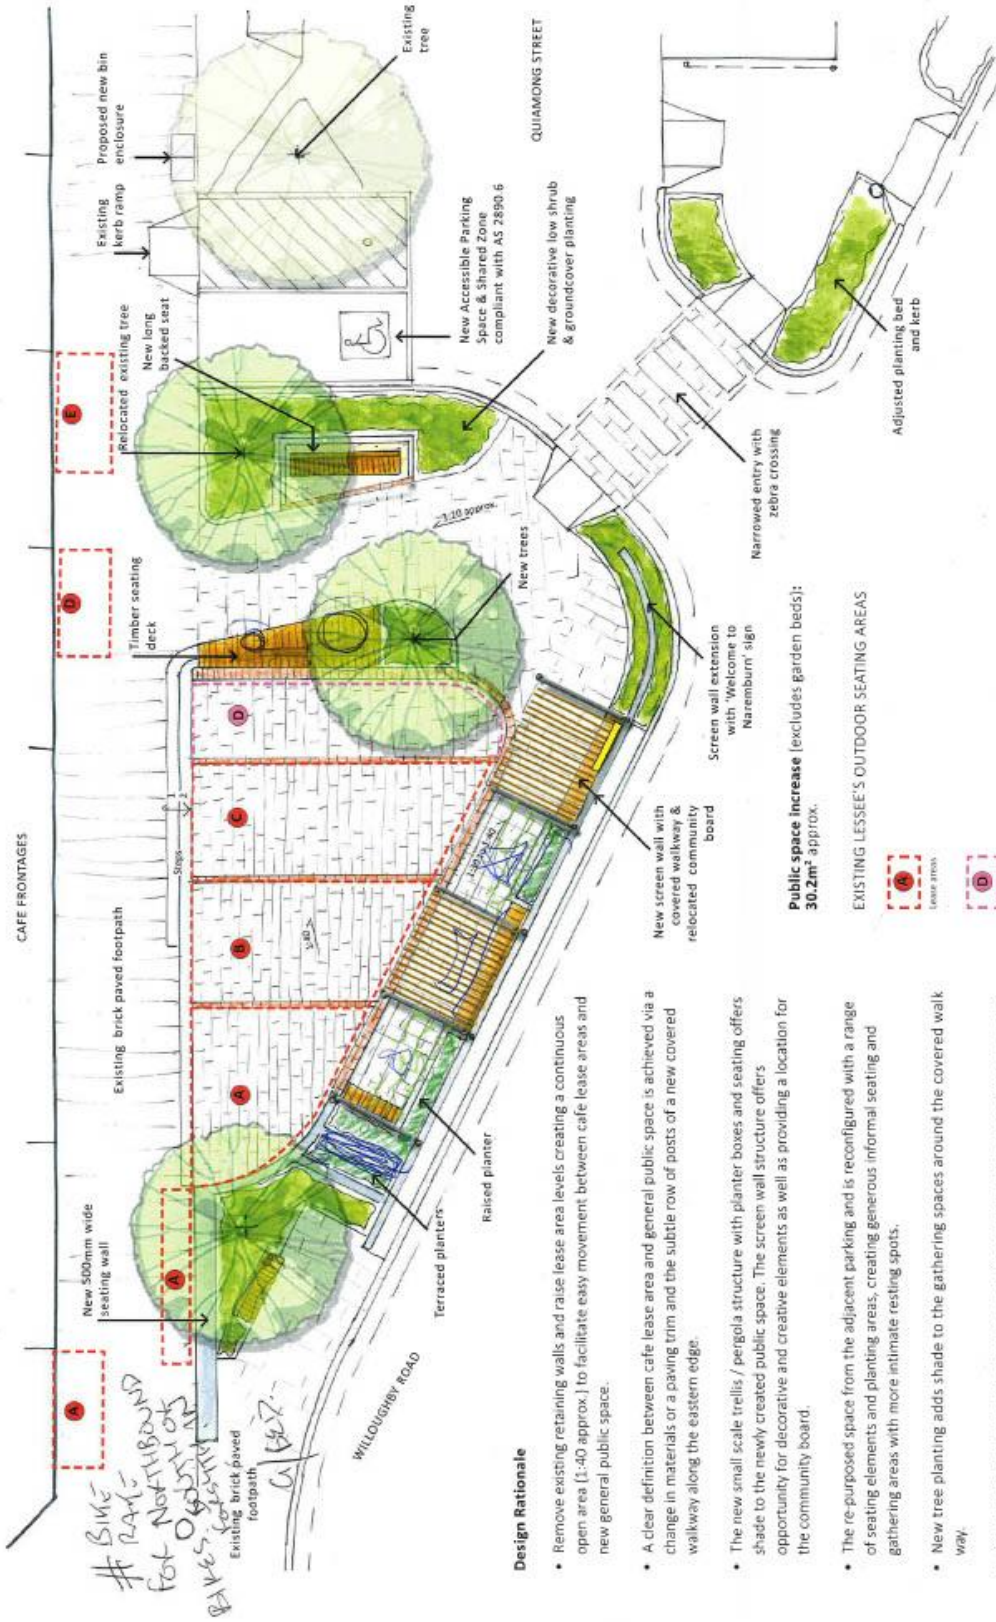 CAFE FRONTAGES
New 500mm wide
seating wall
Existing brick paved footpath
Timber seating
deck
Relocated existing tree
New long
backed seat
Existing
kerb ramp
Proposed new bin
enclosure
Existing
tree
A
A
D
E
Steps
1
2
A
B
C
D
1:40
# BIKE
RAKE
FOR NORTHBOUND
BIKES.
Existing brick paved
footpath
WILLOUGHBY ROAD
Terraced planters
Raised planter
1:10 approx.
New trees
New Accessible Parking
Space & Shared Zone
compliant with AS 2890.6
New decorative low shrub
& groundcover planting
QUIAMONG STREET
New screen wall with
covered walkway &
relocated community
board
Screen wall extension
with 'Welcome to
Naremburn' sign
Narrowed entry with
zebra crossing
Adjusted planting bed
and kerb
Design Rationale
• Remove existing retaining walls and raise lease area levels creating a continuous
open area (1:40 approx.) to facilitate easy movement between cafe lease areas and
new general public space.
• A clear definition between cafe lease area and general public space is achieved via a
change in materials or a paving trim and the subtle row of posts of a new covered
walkway along the eastern edge.
• The new small scale trellis / pergola structure with planter boxes and seating offers
shade to the newly created public space. The screen wall structure offers
opportunity for decorative and creative elements as well as providing a location for
the community board.
• The re-purposed space from the adjacent parking and is reconfigured with a range
of seating elements and planting areas, creating generous informal seating and
gathering areas with more intimate resting spots.
• New tree planting adds shade to the gathering spaces around the covered walk
way.
Public space increase (excludes garden beds):
30.2m² approx.
EXISTING LESSEE'S OUTDOOR SEATING AREAS
A
Lease areas
D